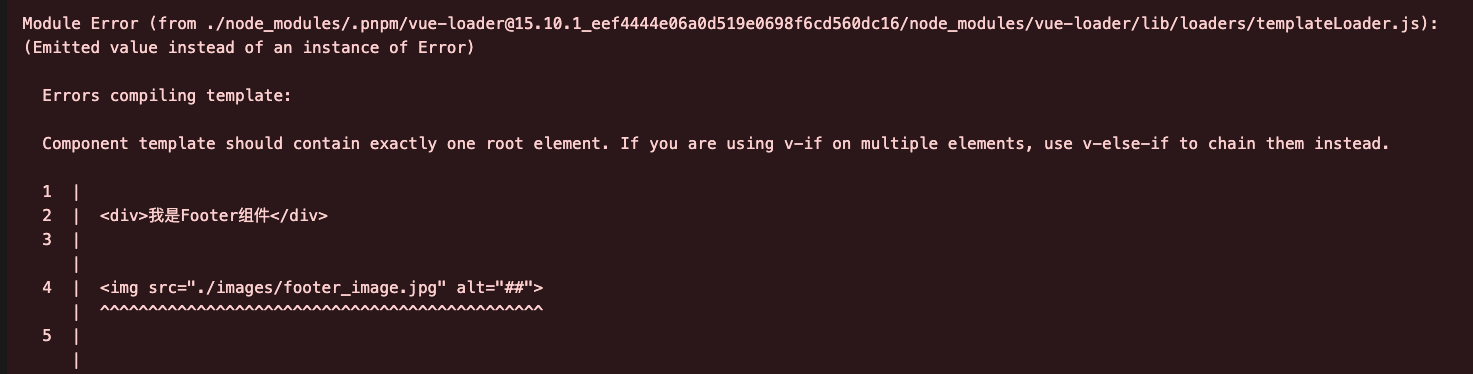 Module Error (from ./node_modules/.pnpm/vue-loader@15.10.1_eef4444e06a0d519e0698f6cd560dc16/node_modules/vue-loader/lib/loaders/templateLoader.js):
(Emitted value instead of an instance of Error)
Errors compiling template:
Component template should contain exactly one root element. If you are using v-if on multiple elements, use v-else-if to chain them instead.
1 |
2 | <div>我是Footer组件</div>
3 |
|
4 | <img src="./images/footer_image.jpg" alt="##">
| ^^^^^^^^^^^^^^^^^^^^^^^^^^^^^^^^^^^^^^^^^^^^^^
5 |
|